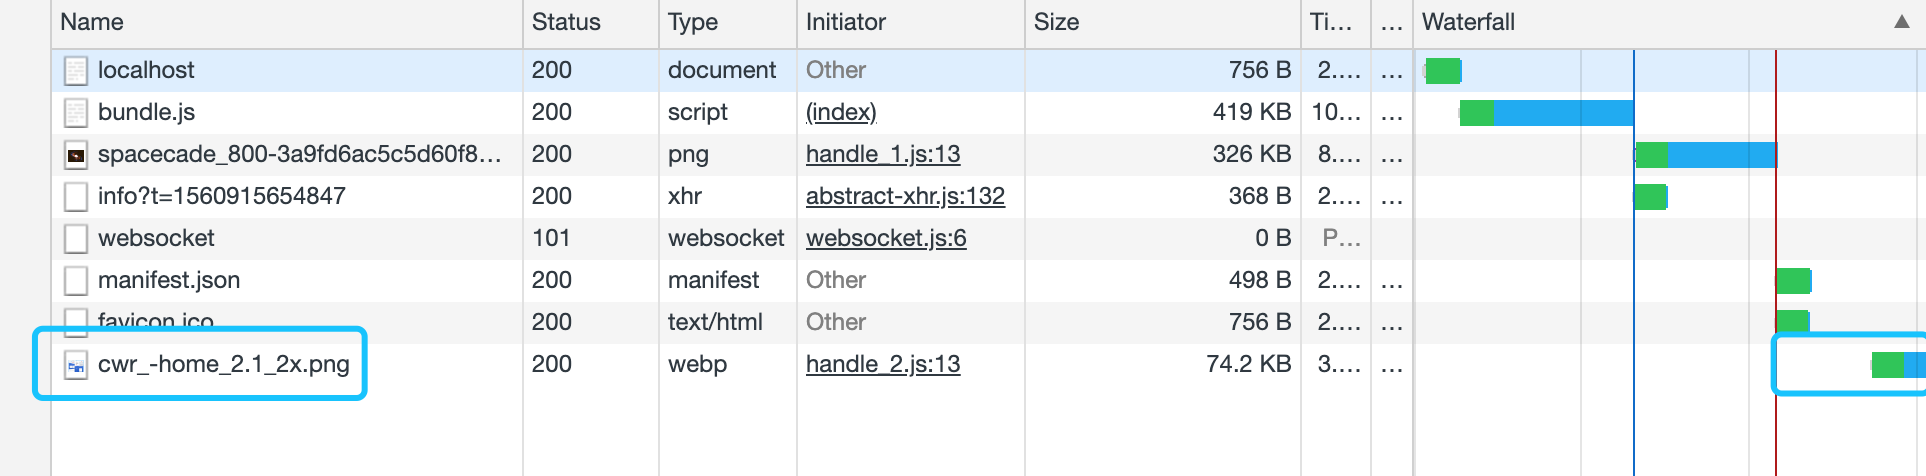 Name Status Type Initiator Size Ti... ... Waterfall ▲
localhost 200 document Other 756 B 2.... ...
bundle.js 200 script (index) 419 KB 10... ...
spacecade_800-3a9fd6ac5c5d60f8... 200 png handle_1.js:13 326 KB 8.... ...
info?t=1560915654847 200 xhr abstract-xhr.js:132 368 B 2.... ...
websocket 101 websocket websocket.js:6 0 B P...
manifest.json 200 manifest Other 498 B 2.... ...
favicon.ico 200 text/html Other 756 B 2.... ...
cwr_-home_2.1_2x.png 200 webp handle_2.js:13 74.2 KB 3.... ...